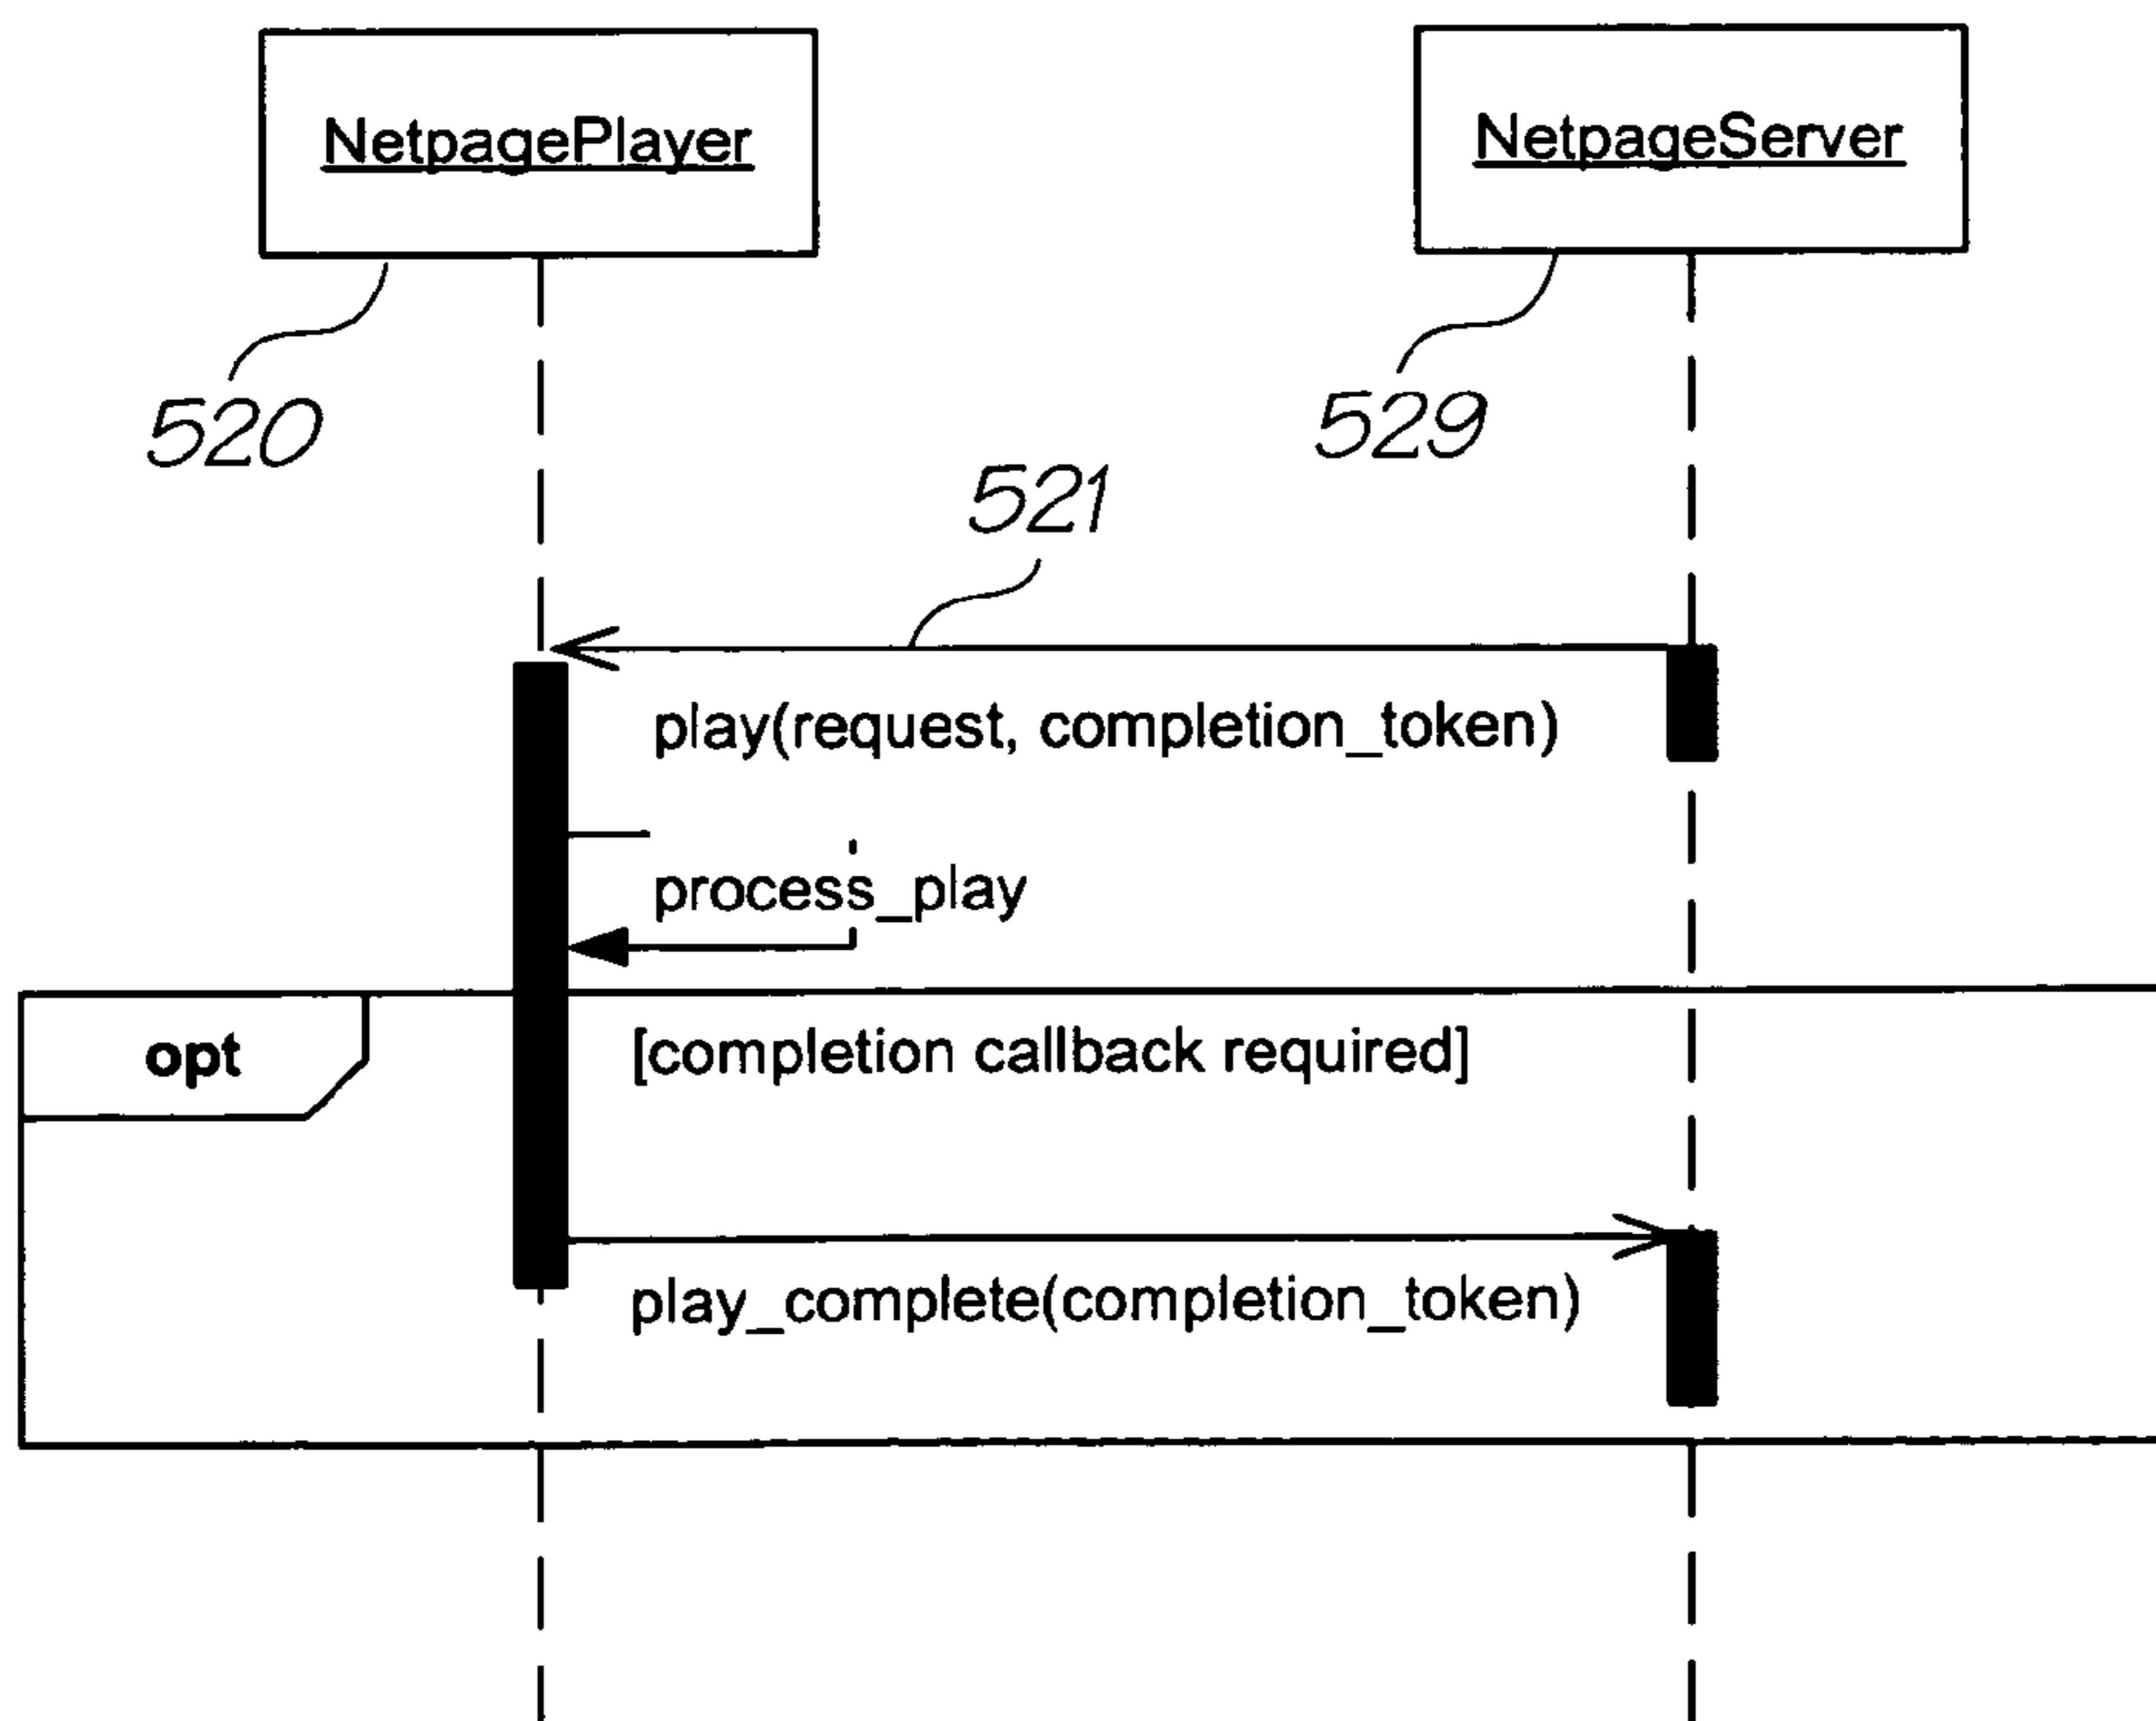 NetpagePlayer
NetpageServer
520
529
521
play(request, completion_token)
process_play
opt
[completion callback required]
play_complete(completion_token)